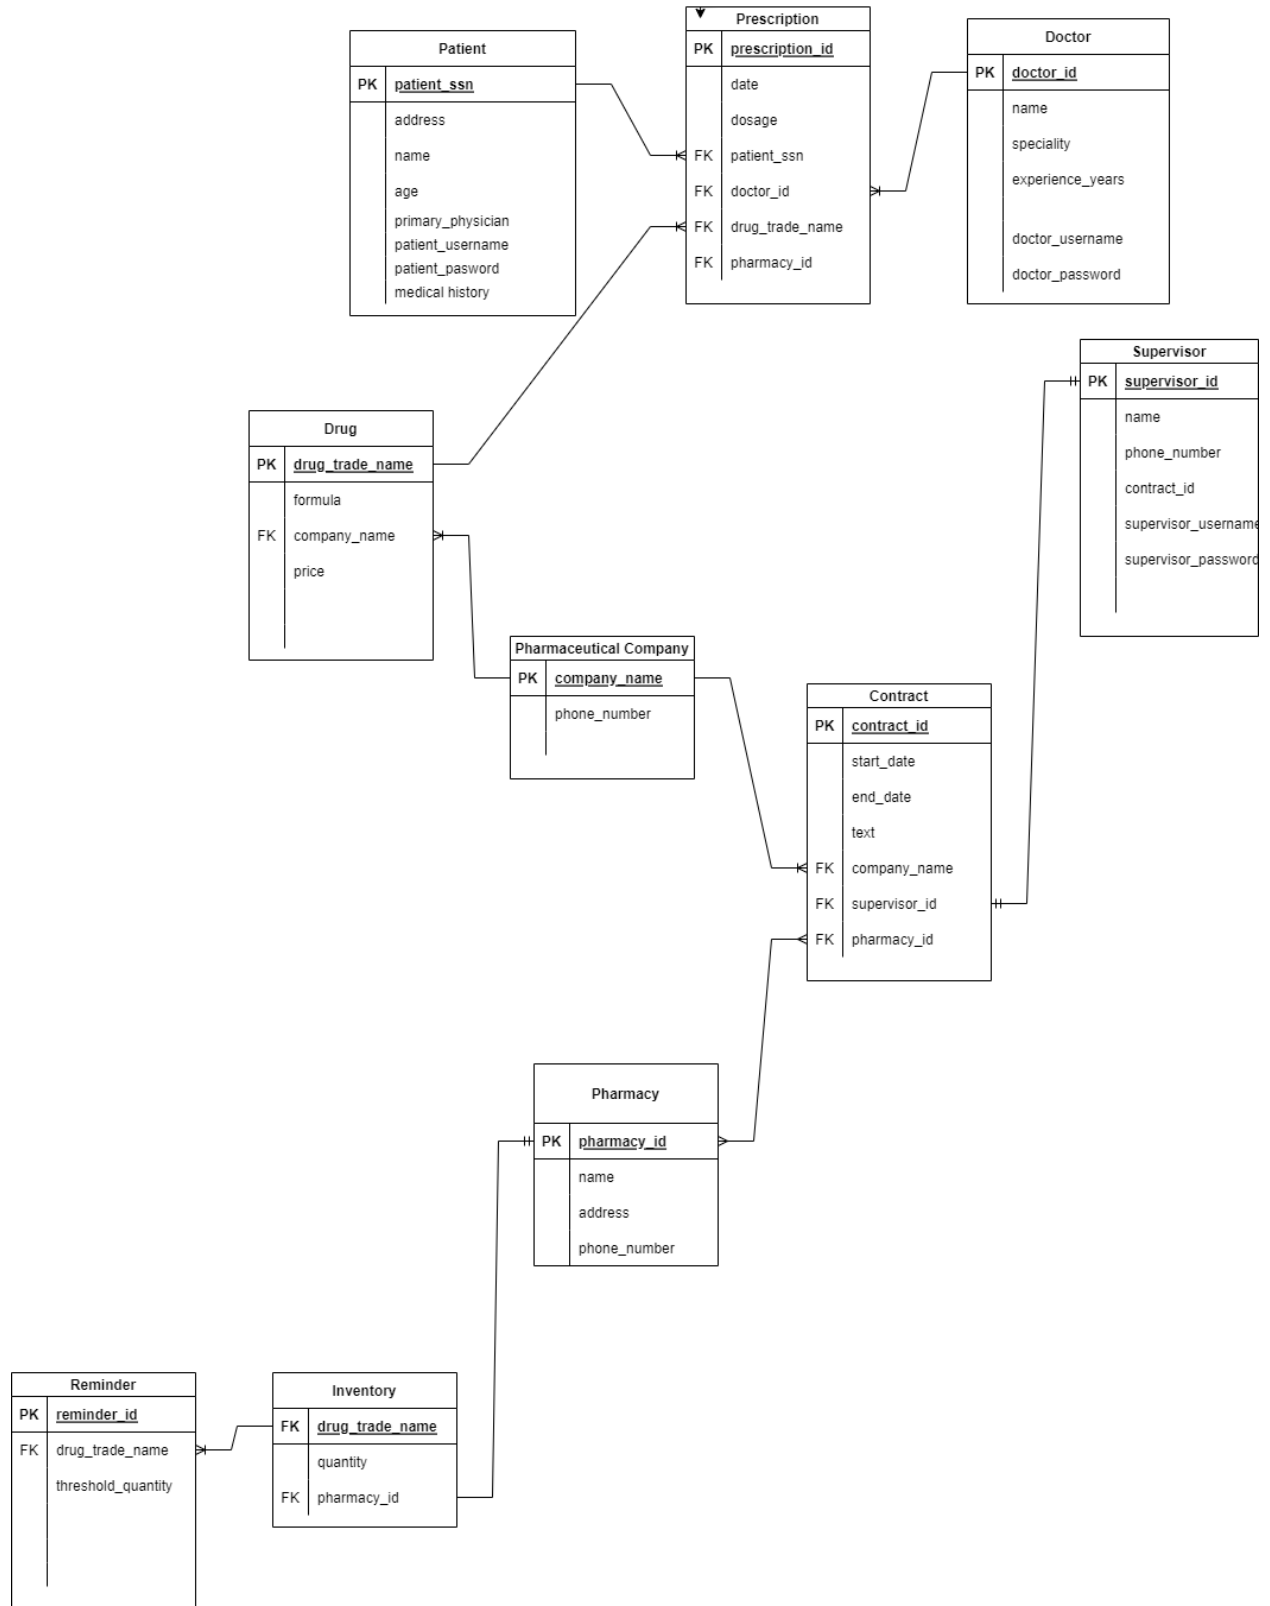 Patient
PK patient_ssn
address
name
age
primary_physician
patient_username
patient_pasword
medical history
Prescription
PK prescription_id
date
dosage
FK patient_ssn
FK doctor_id
FK drug_trade_name
FK pharmacy_id
Doctor
PK doctor_id
name
speciality
experience_years
doctor_username
doctor_password
Supervisor
PK supervisor_id
name
phone_number
contract_id
supervisor_username
supervisor_password
Drug
PK drug_trade_name
formula
FK company_name
price
Pharmaceutical Company
PK company_name
phone_number
Contract
PK contract_id
start_date
end_date
text
FK company_name
FK supervisor_id
FK pharmacy_id
Pharmacy
PK pharmacy_id
name
address
phone_number
Reminder
PK reminder_id
FK drug_trade_name
threshold_quantity
Inventory
FK drug_trade_name
quantity
FK pharmacy_id